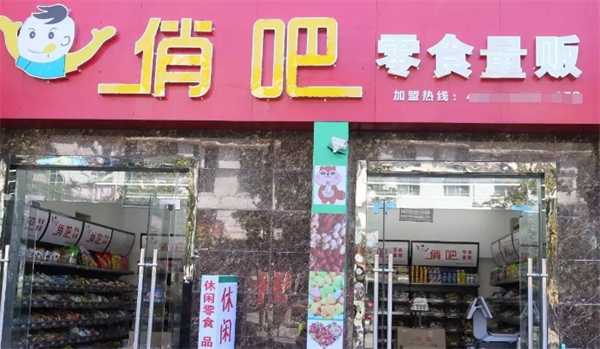 俏吧
零食量贩
加盟热线：
俏吧
俏吧
休闲
休闲零食 品